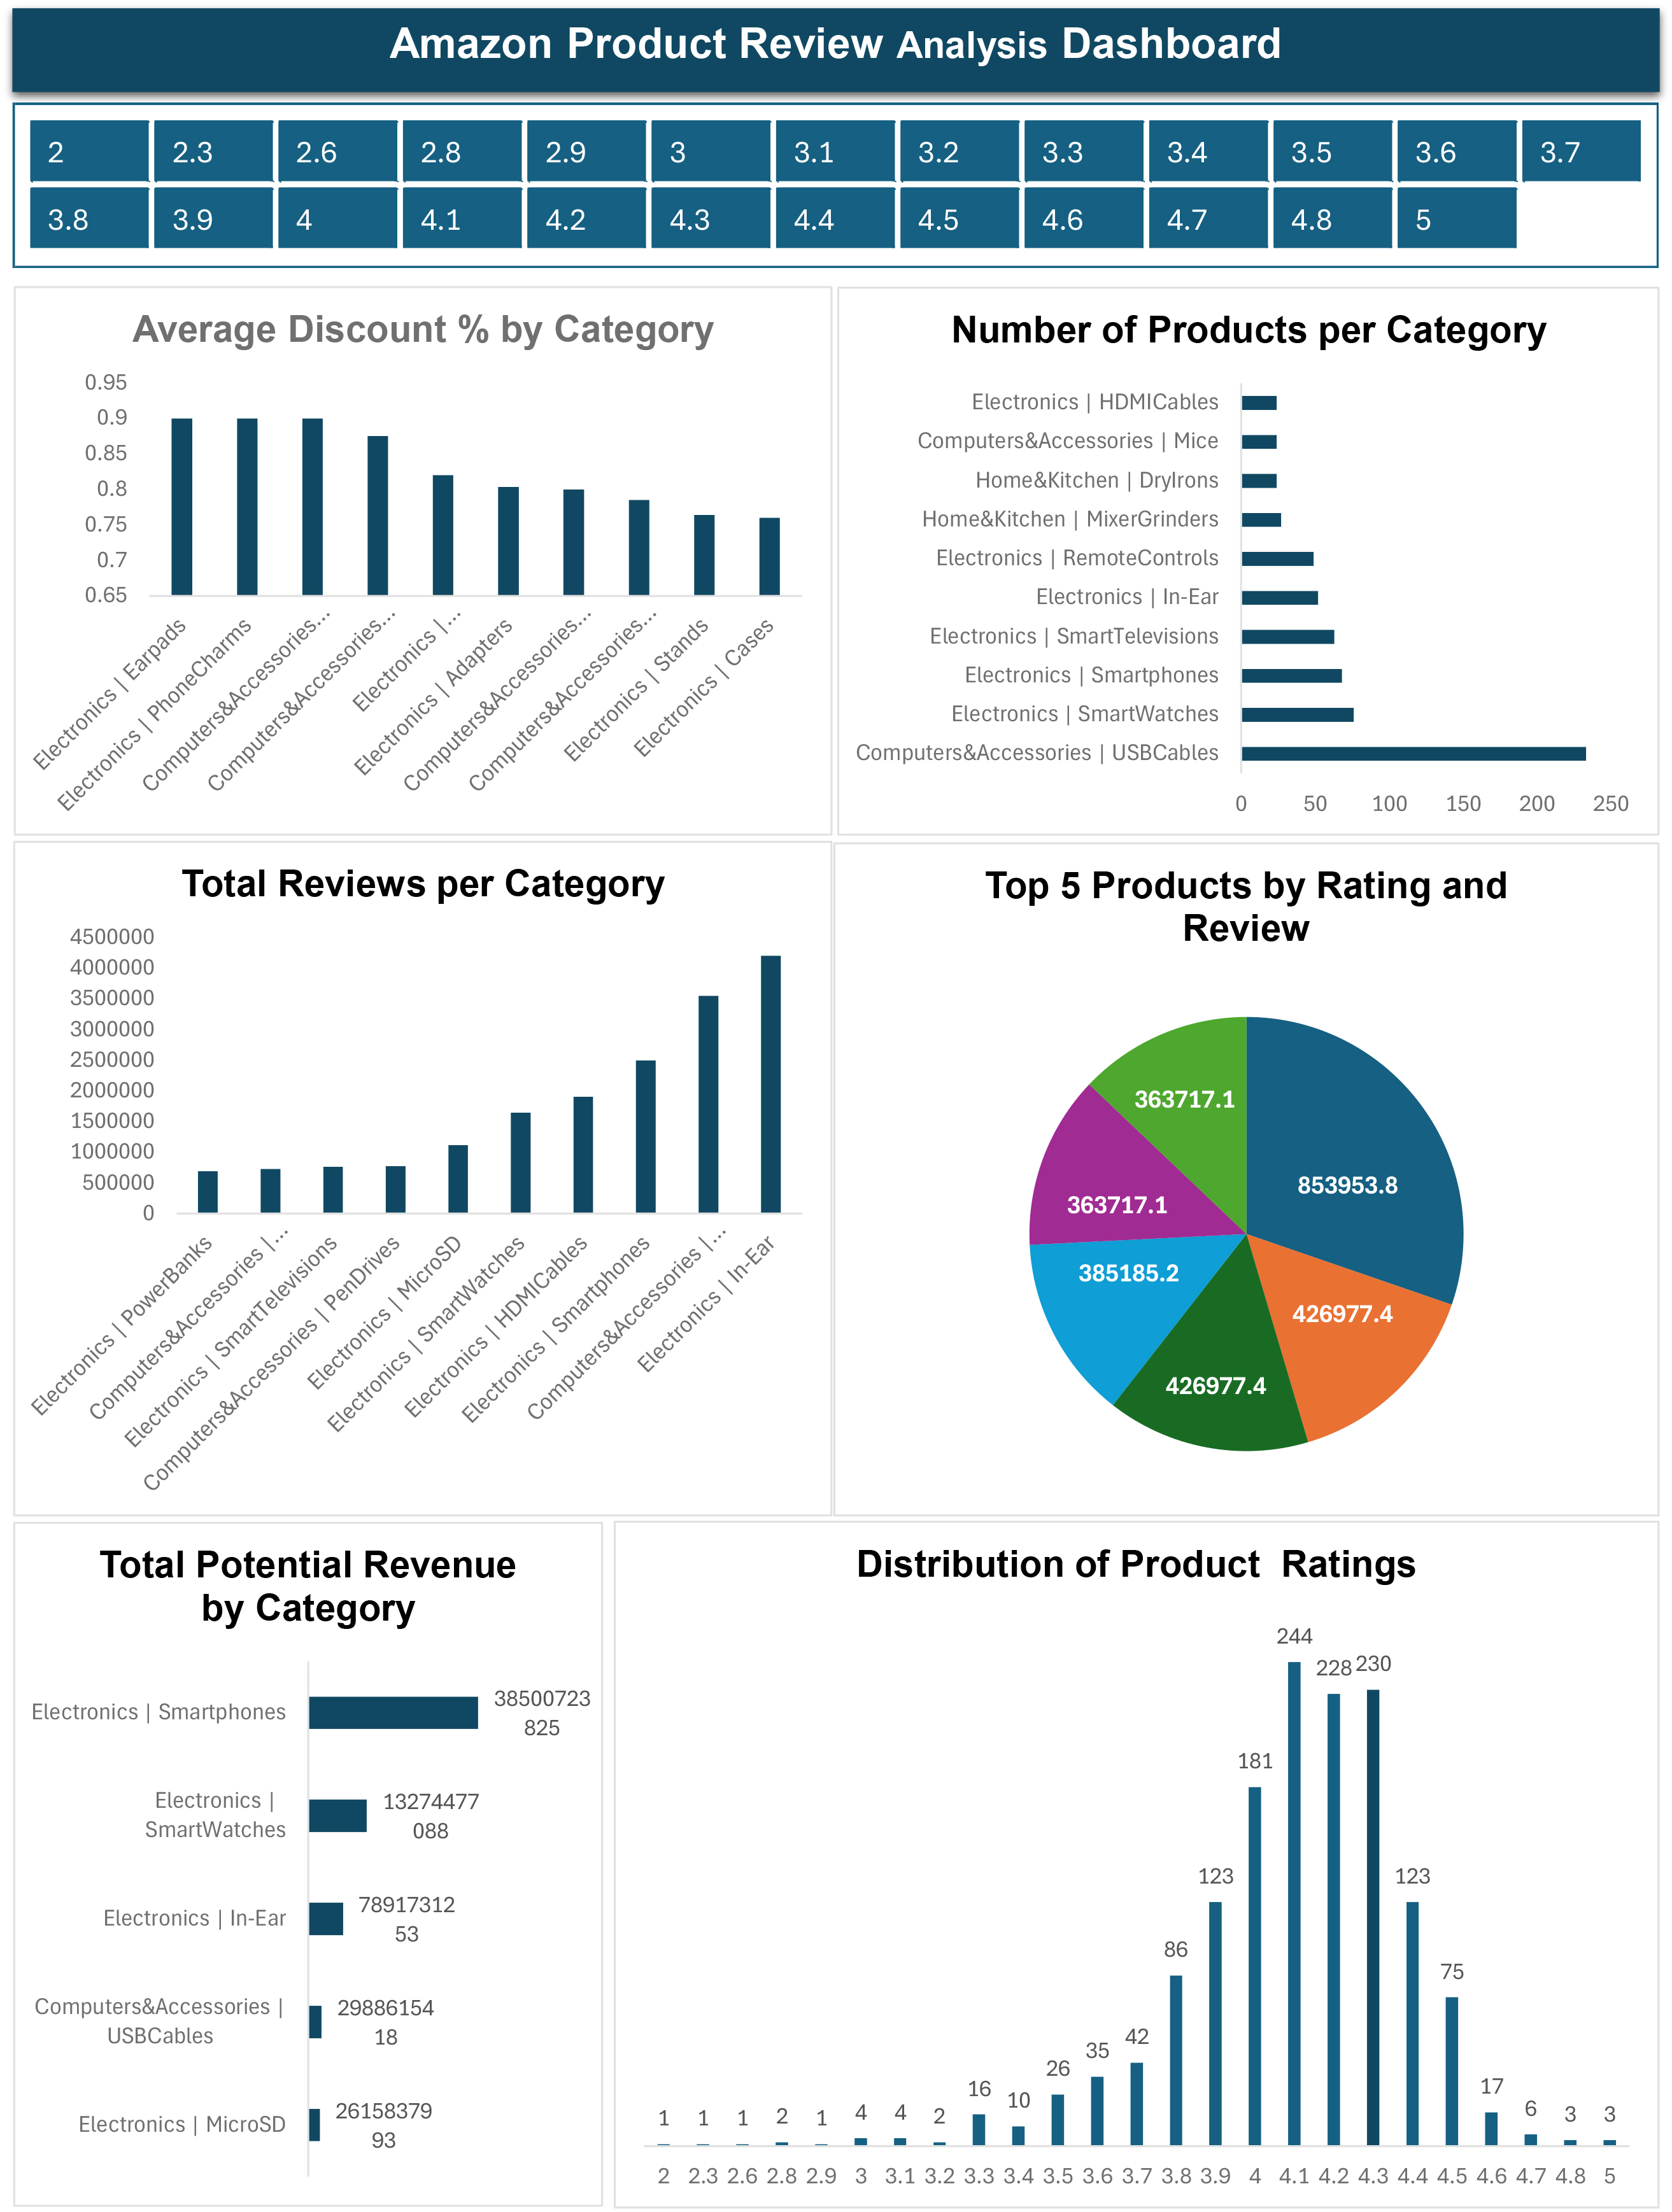 Amazon Product Review Analysis Dashboard
2 2.3 2.6 2.8 2.9 3 3.1 3.2 3.3 3.4 3.5 3.6 3.7
3.8 3.9 4 4.1 4.2 4.3 4.4 4.5 4.6 4.7 4.8 5
Average Discount % by Category
0.95
0.9
0.85
0.8
0.75
0.7
0.65
Electronics | Earpads
Electronics | PhoneCharms
Computers&Accessories...
Computers&Accessories...
Electronics |...
Electronics | Adapters
Computers&Accessories...
Computers&Accessories...
Electronics | Stands
Electronics | Cases
Number of Products per Category
Electronics | HDMICables
Computers&Accessories | Mice
Home&Kitchen | DryIrons
Home&Kitchen | MixerGrinders
Electronics | RemoteControls
Electronics | In-Ear
Electronics | SmartTelevisions
Electronics | Smartphones
Electronics | SmartWatches
Computers&Accessories | USBCables
0 50 100 150 200 250
Total Reviews per Category
4500000
4000000
3500000
3000000
2500000
2000000
1500000
1000000
500000
0
Electronics | PowerBanks
Computers&Accessories |...
Electronics | SmartTelevisions
Computers&Accessories | PenDrives
Electronics | MicroSD
Electronics | SmartWatches
Electronics | HDMICables
Electronics | Smartphones
Computers&Accessories |...
Electronics | In-Ear
Top 5 Products by Rating and
Review
363717.1
853953.8
363717.1
385185.2
426977.4
426977.4
Total Potential Revenue
by Category
Electronics | Smartphones
38500723
825
Electronics |
SmartWatches
13274477
088
Electronics | In-Ear
78917312
53
Computers&Accessories |
USBCables
29886154
18
Electronics | MicroSD
26158379
93
Distribution of Product  Ratings
1 1 1 2 1 4 4 2 16 10 26 35 42 86 123 181 244 228 230 123 75 17 6 3 3
2 2.3 2.6 2.8 2.9 3 3.1 3.2 3.3 3.4 3.5 3.6 3.7 3.8 3.9 4 4.1 4.2 4.3 4.4 4.5 4.6 4.7 4.8 5